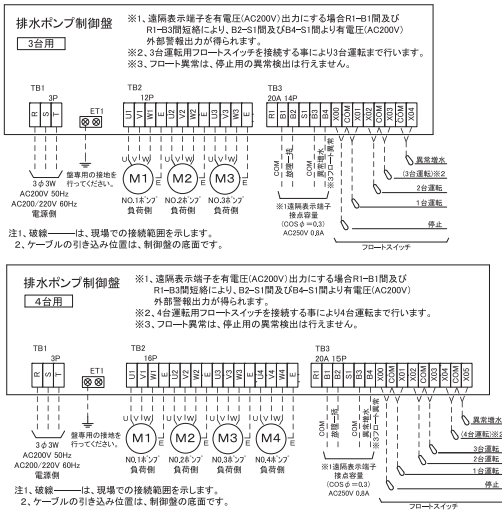 排水ポンプ制御盤
3台用
※1、遠隔表示端子を有電圧(AC200V)出力にする場合R1-B1間及び
R1-B3間短絡により、B2-S1間及びB4-S1間より有電圧(AC200V)
外部警報出力が得られます。
※2、3台運転用フロートスイッチを接続する事により3台運転まで行います。
※3、フロート異常は、停止用の異常検出は行えません。
TB1
3P
R S T
ET1
TB2
12P
U1 V1 W1 E U2 V2 W2 E U3 V3 W3 E
TB3
20A 14P
R1 B1 B2 S1 B3 B4 X00 COM X01 X02 COM X03 COM X04
3φ3W
AC200V 50Hz
AC200/220V 60Hz
電源側
盤専用の接地を
行ってください。
U V W E
M1
NO.1ポンプ
負荷側
U V W E
M2
NO.2ポンプ
負荷側
U V W E
M3
NO.3ポンプ
負荷側
COM
故障一括
COM
異常増水
※3フロート異常
※1遠隔表示端子
接点容量
(COSφ=0.3)
AC250V 0.8A
異常増水
(3台運転)※2
2台運転
1台運転
停止
フロートスイッチ
注1、破線-----は、現場での接続範囲を示します。
2、ケーブルの引き込み位置は、制御盤の底面です。
排水ポンプ制御盤
4台用
※1、遠隔表示端子を有電圧(AC200V)出力にする場合R1-B1間及び
R1-B3間短絡により、B2-S1間及びB4-S1間より有電圧(AC200V)
外部警報出力が得られます。
※2、4台運転用フロートスイッチを接続する事により4台運転まで行います。
※3、フロート異常は、停止用の異常検出は行えません。
TB1
3P
R S T
ET1
TB2
16P
U1 V1 W1 E U2 V2 W2 E U3 V3 W3 E U4 V4 W4 E
TB3
20A 15P
R1 B1 B2 S1 B3 B4 X00 COM X01 X02 COM X03 X04 COM X05
3φ3W
AC200V 50Hz
AC200/220V 60Hz
電源側
盤専用の接地を
行ってください。
U V W E
M1
NO,1ポンプ
負荷側
U V W E
M2
NO,2ポンプ
負荷側
U V W E
M3
NO,3ポンプ
負荷側
U V W E
M4
NO,4ポンプ
負荷側
COM
故障一括
COM
異常増水
※3フロート異常
※1遠隔表示端子
接点容量
(COSφ=0.3)
AC250V 0.8A
異常増水
(4台運転)※2
3台運転
2台運転
1台運転
停止
フロートスイッチ
注1、破線-----は、現場での接続範囲を示します。
2、ケーブルの引き込み位置は、制御盤の底面です。